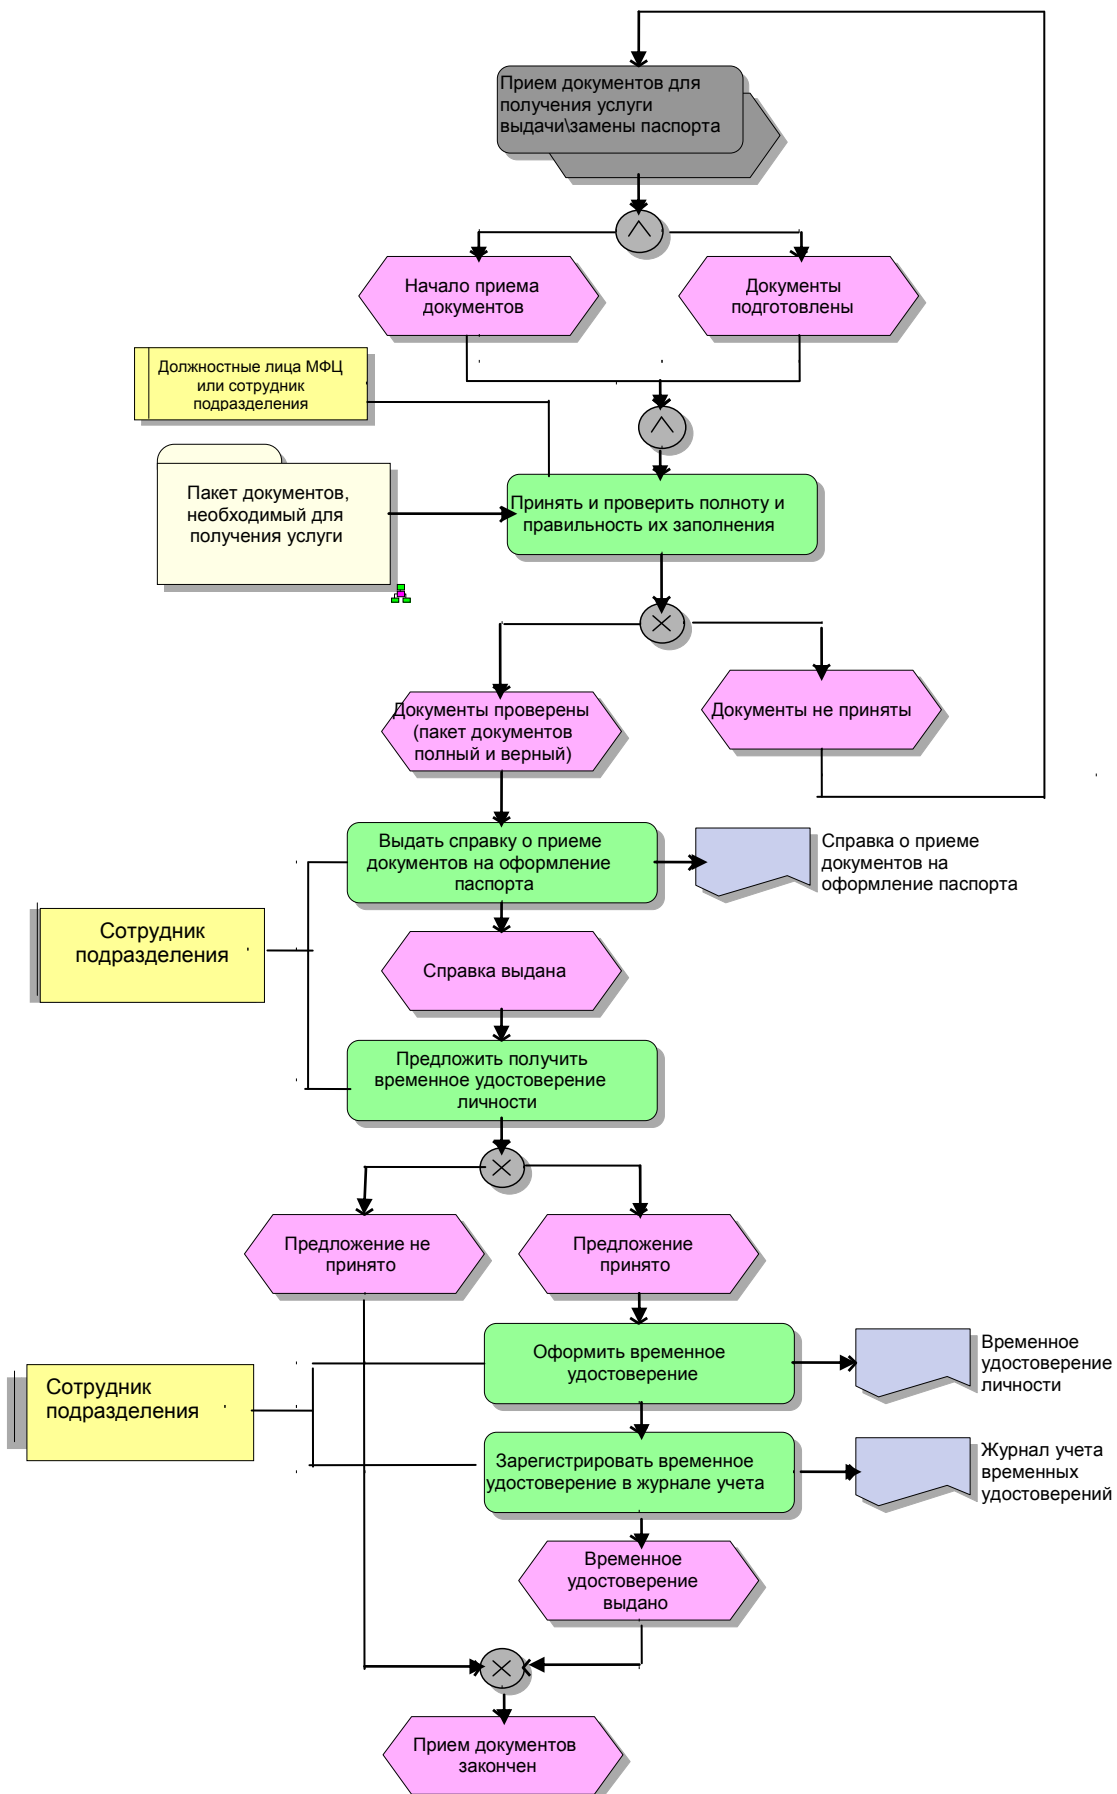 Прием документов для
получения услуги
выдачи\замены паспорта
Начало приема
документов
Документы
подготовлены
Должностные лица МФЦ
или сотрудник
подразделения
Пакет документов,
необходимый для
получения услуги
Принять и проверить полноту и
правильность их заполнения
Документы проверены
(пакет документов
полный и верный)
Документы не приняты
Выдать справку о приеме
документов на оформление
паспорта
Справка о приеме
документов на
оформление паспорта
Сотрудник
подразделения
Справка выдана
Предложить получить
временное удостоверение
личности
Предложение не
принято
Предложение
принято
Оформить временное
удостоверение
Временное
удостоверение
личности
Сотрудник
подразделения
Зарегистрировать временное
удостоверение в журнале учета
Журнал учета
временных
удостоверений
Временное
удостоверение
выдано
Прием документов
закончен